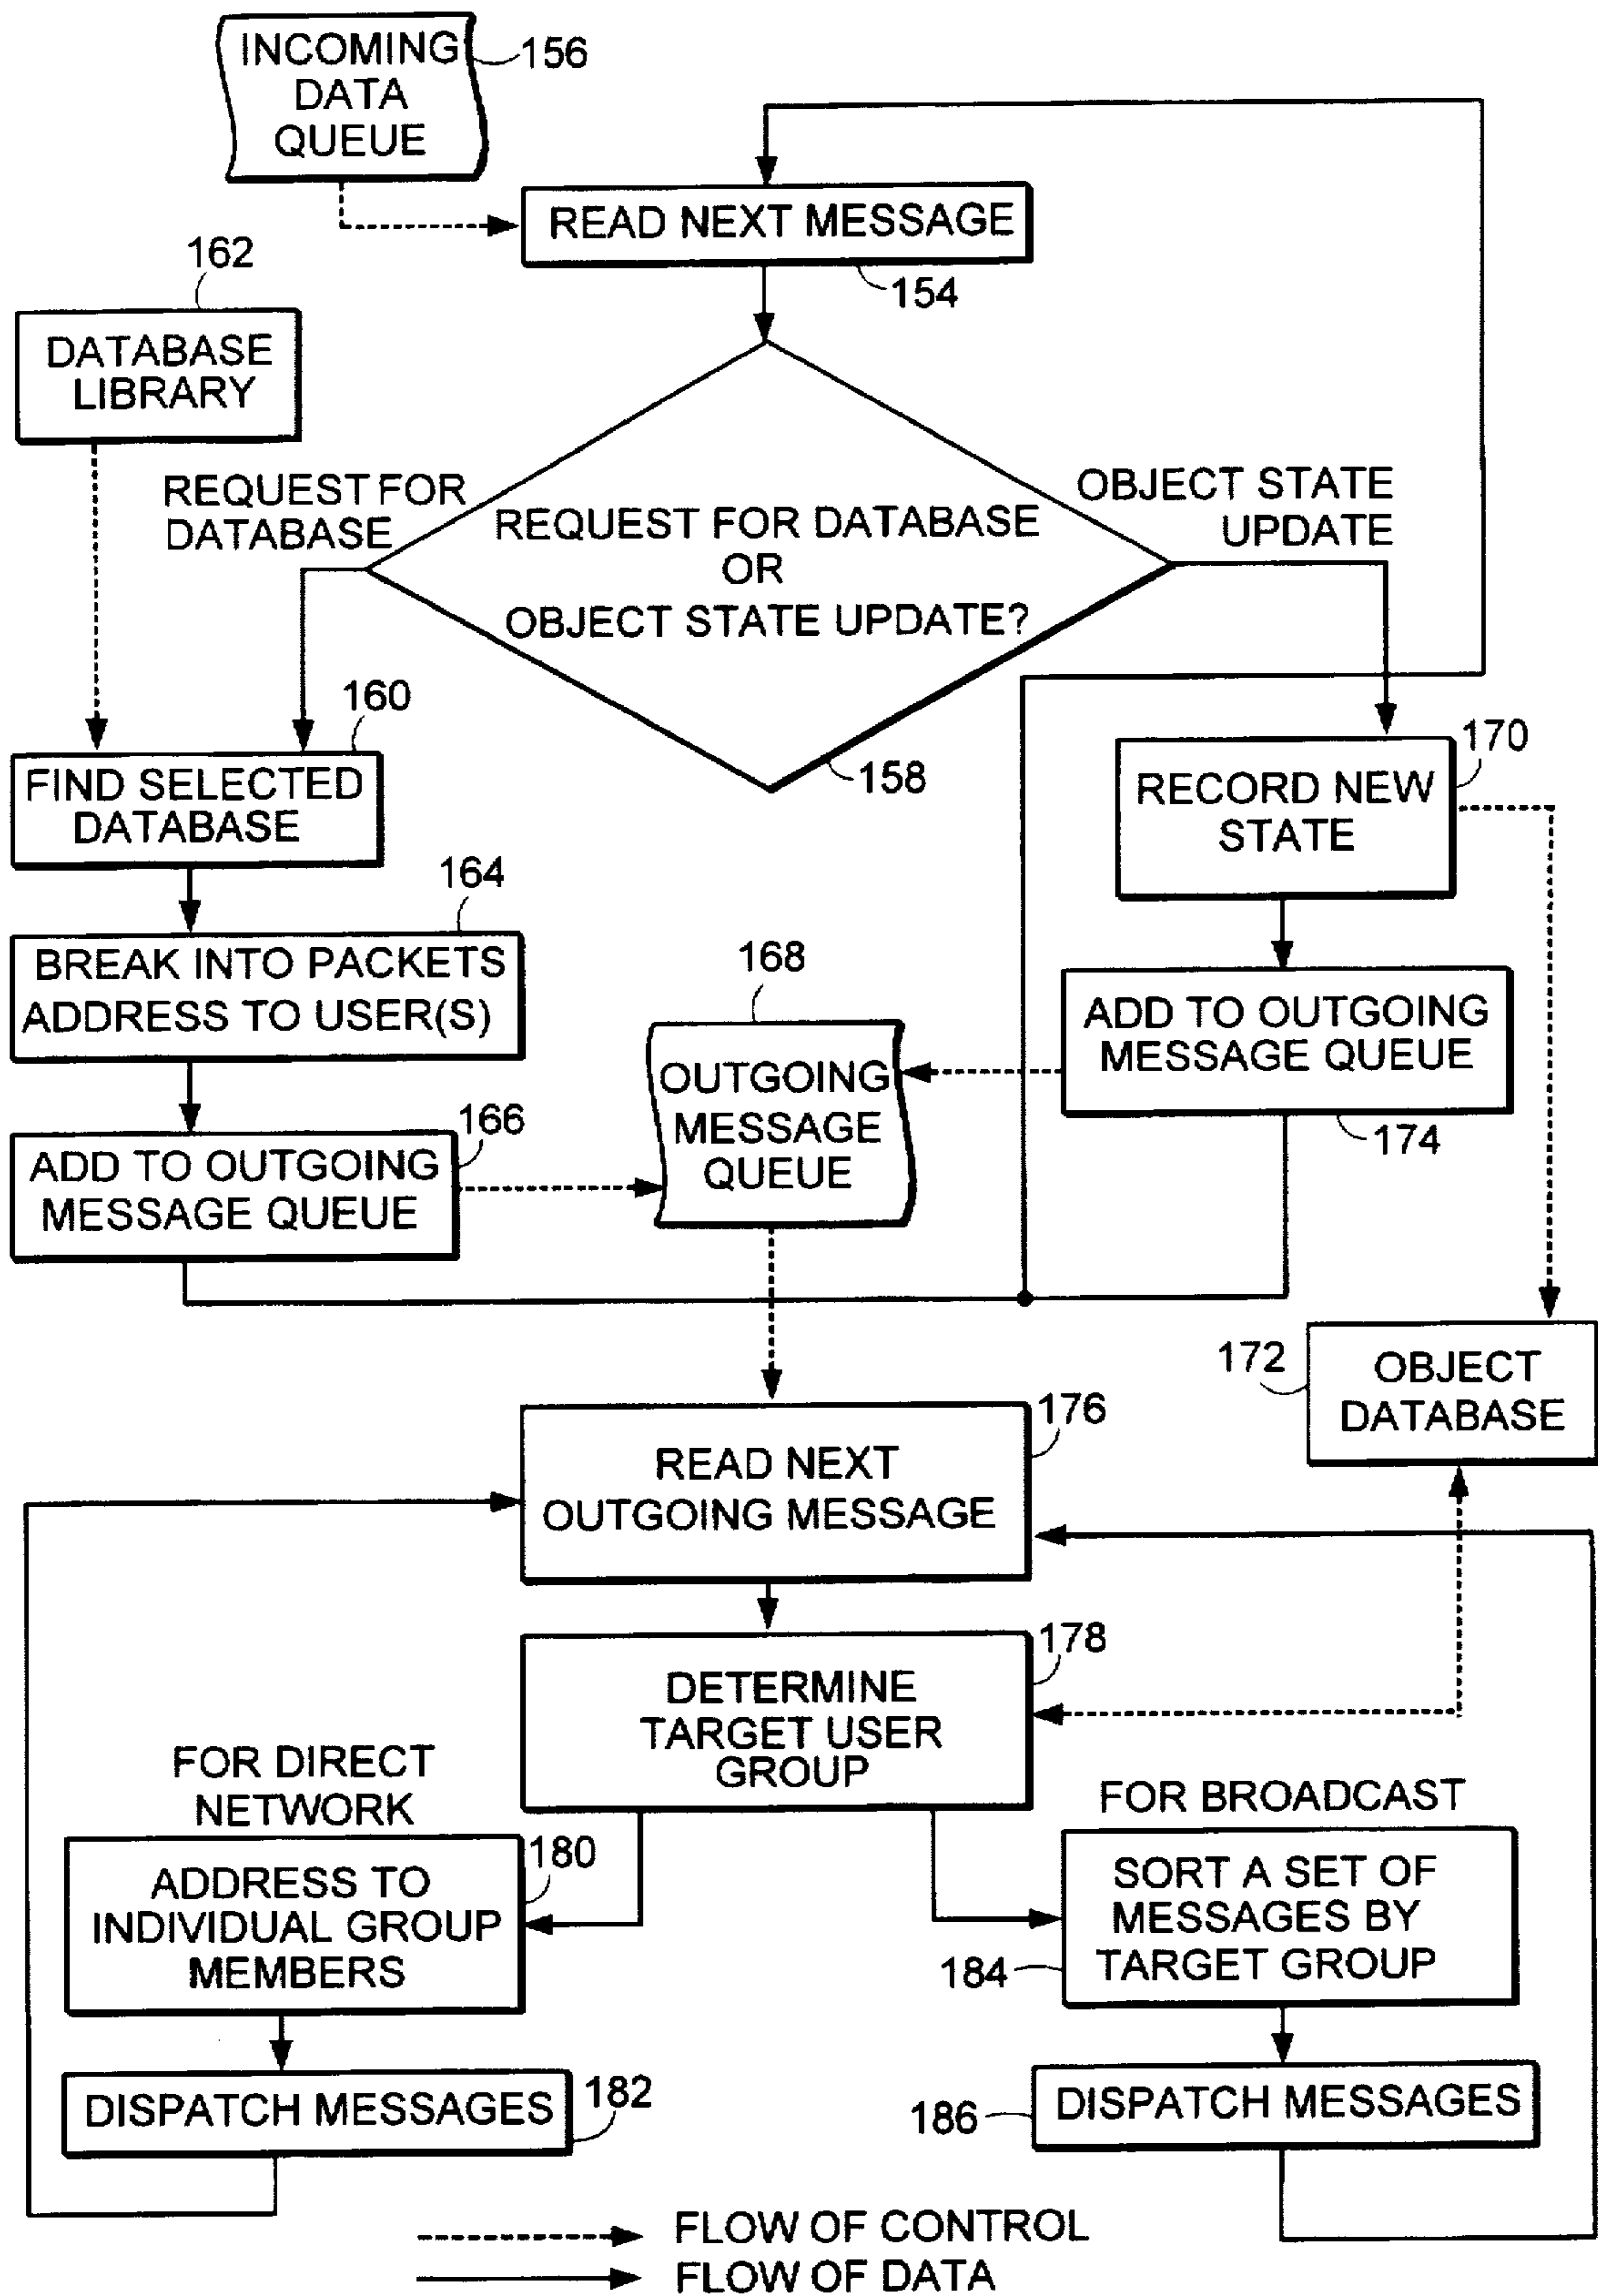 INCOMING
DATA
QUEUE
156
READ NEXT MESSAGE
154
162
DATABASE
LIBRARY
REQUEST FOR
DATABASE
REQUEST FOR DATABASE
OR
OBJECT STATE UPDATE?
OBJECT STATE
UPDATE
158
160
FIND SELECTED
DATABASE
170
RECORD NEW
STATE
164
BREAK INTO PACKETS
ADDRESS TO USER(S)
168
OUTGOING
MESSAGE
QUEUE
ADD TO OUTGOING
MESSAGE QUEUE
174
166
ADD TO OUTGOING
MESSAGE QUEUE
172
OBJECT
DATABASE
176
READ NEXT
OUTGOING MESSAGE
178
DETERMINE
TARGET USER
GROUP
FOR DIRECT
NETWORK
180
ADDRESS TO
INDIVIDUAL GROUP
MEMBERS
FOR BROADCAST
SORT A SET OF
MESSAGES BY
TARGET GROUP
184
DISPATCH MESSAGES
182
186
DISPATCH MESSAGES
FLOW OF CONTROL
FLOW OF DATA